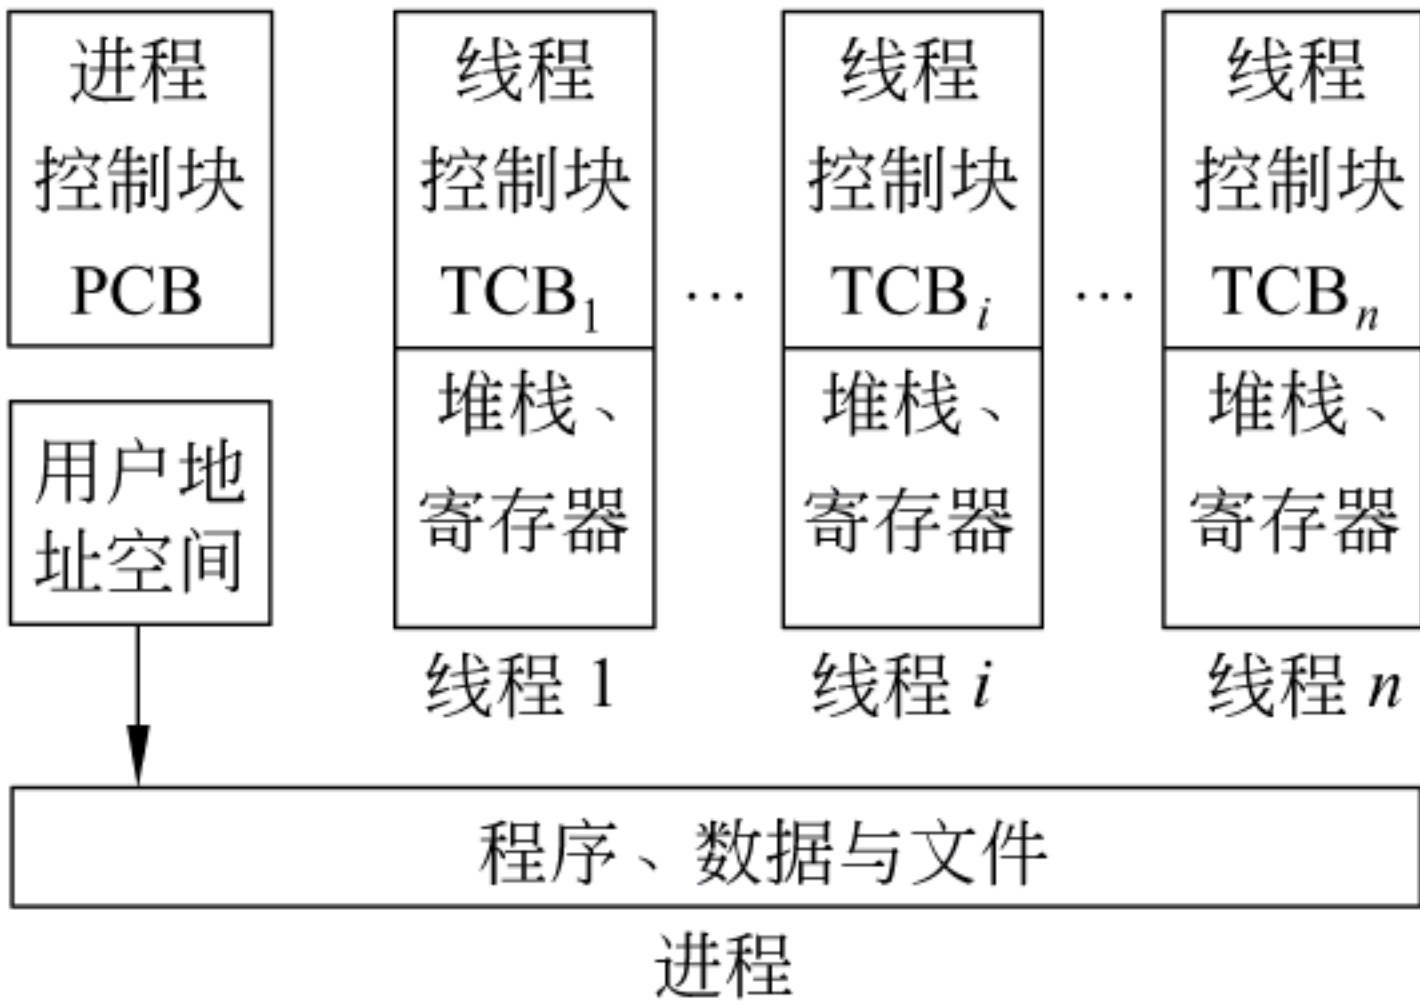 进程
控制块
PCB
用户地
址空间
线程
控制块
TCB1
堆栈、
寄存器
线程 1
…
线程
控制块
TCBi
堆栈、
寄存器
线程 i
…
线程
控制块
TCBn
堆栈、
寄存器
线程 n
程序、数据与文件
进程